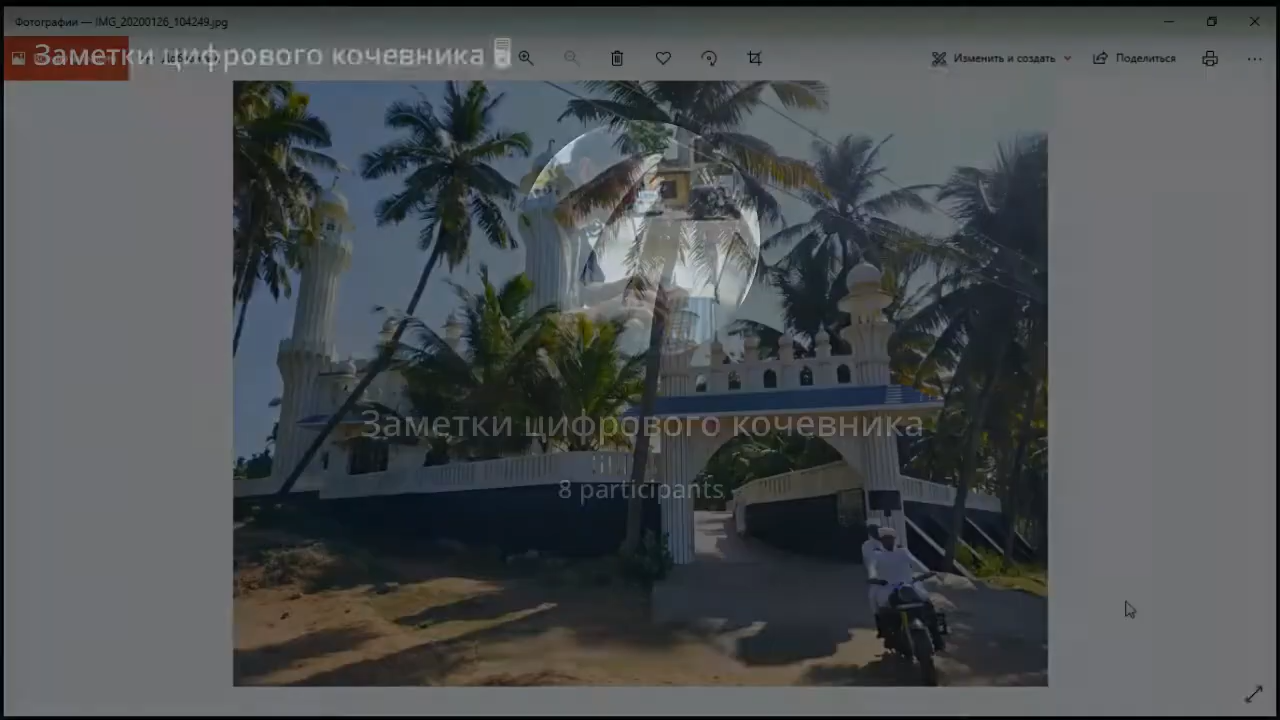 Фотографии — IMG_20200126_104249.jpg
Заметки цифрового кочевника
Изменить и создать
Поделиться
Заметки цифрового кочевника
8 participants